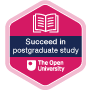 Succeed in
postgraduate study
The Open
University